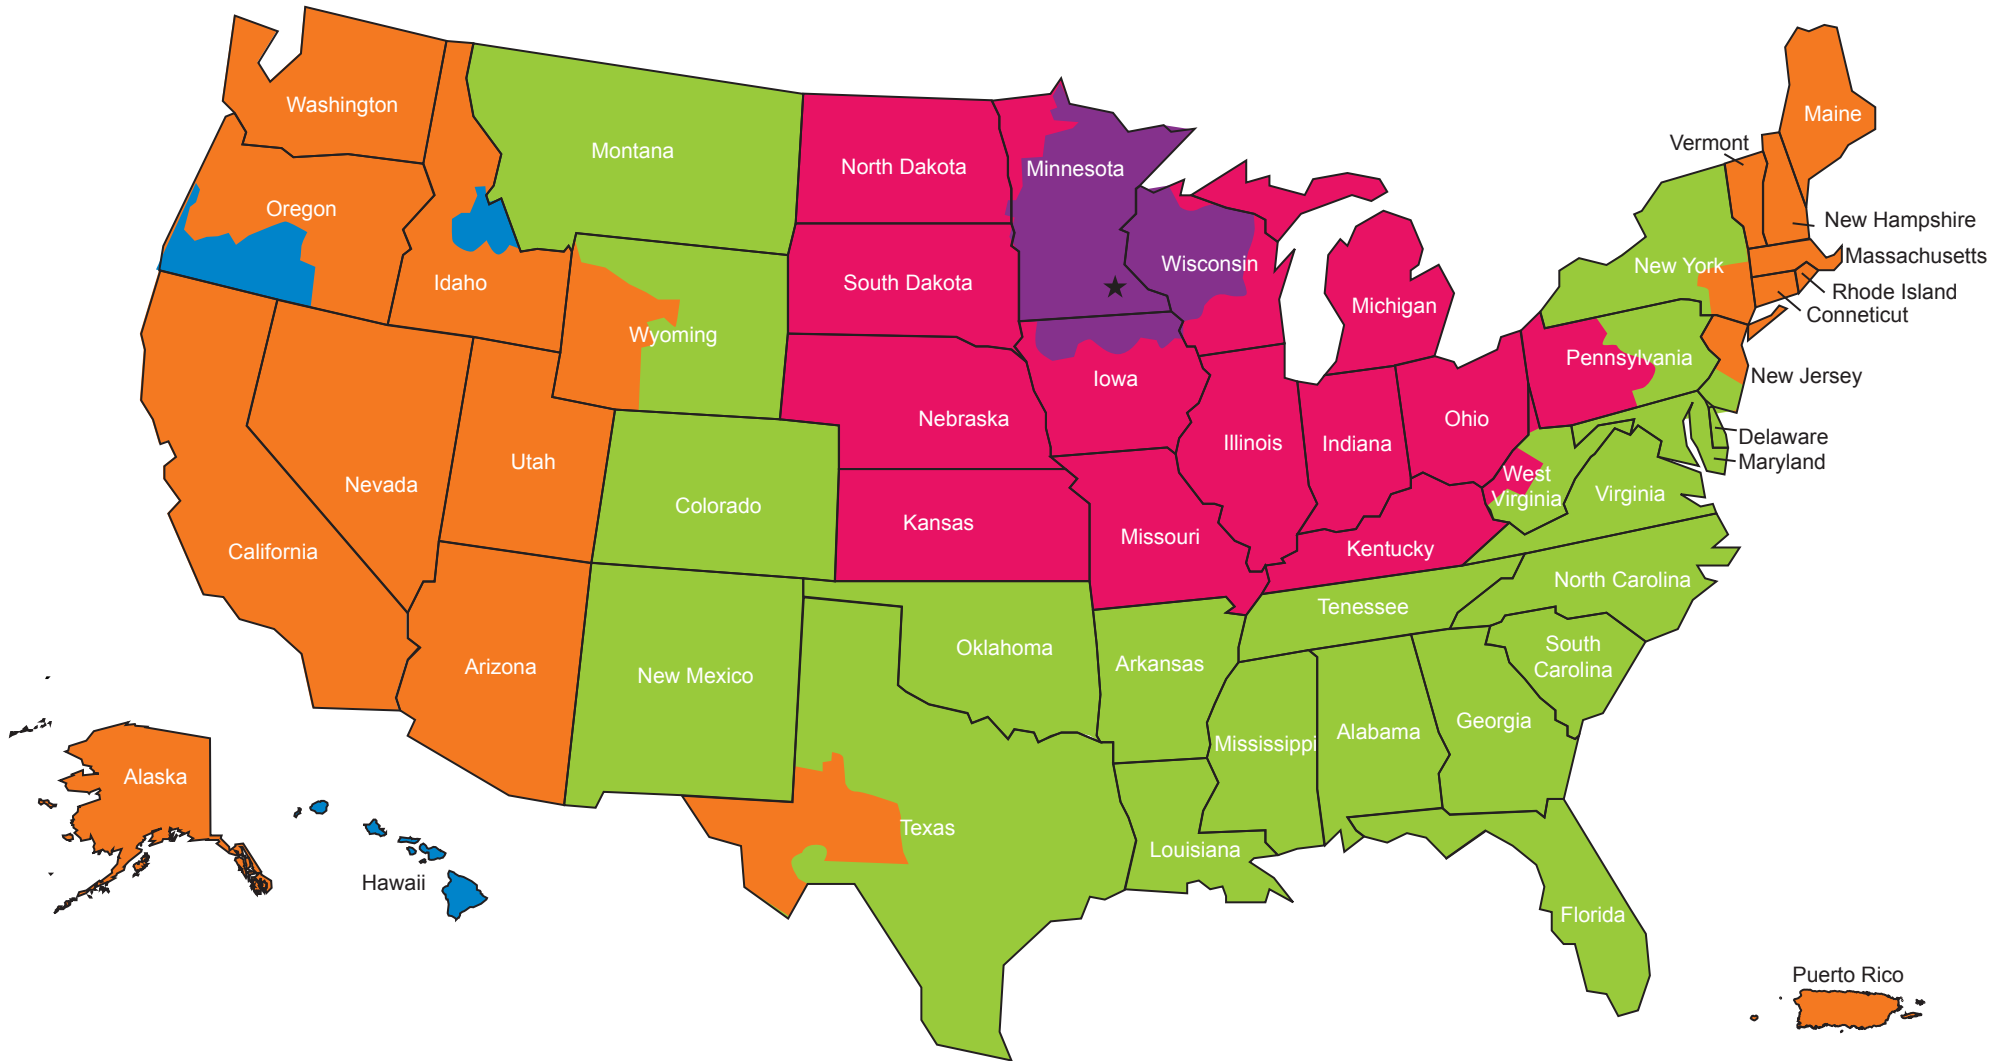 Washington
Montana
North Dakota
Minnesota
Vermont
Maine
Oregon
Idaho
South Dakota
Wisconsin
Michigan
New York
New Hampshire
Massachusetts
Rhode Island
Conneticut
Wyoming
Nebraska
Iowa
Pennsylvania
New Jersey
Nevada
Utah
Colorado
Kansas
Illinois
Indiana
Ohio
West
Virginia
Virginia
Delaware
Maryland
California
Missouri
Kentucky
Arizona
New Mexico
Oklahoma
Arkansas
Tenessee
North Carolina
South
Carolina
Mississippi
Alabama
Georgia
Alaska
Hawaii
Texas
Louisiana
Florida
Puerto Rico